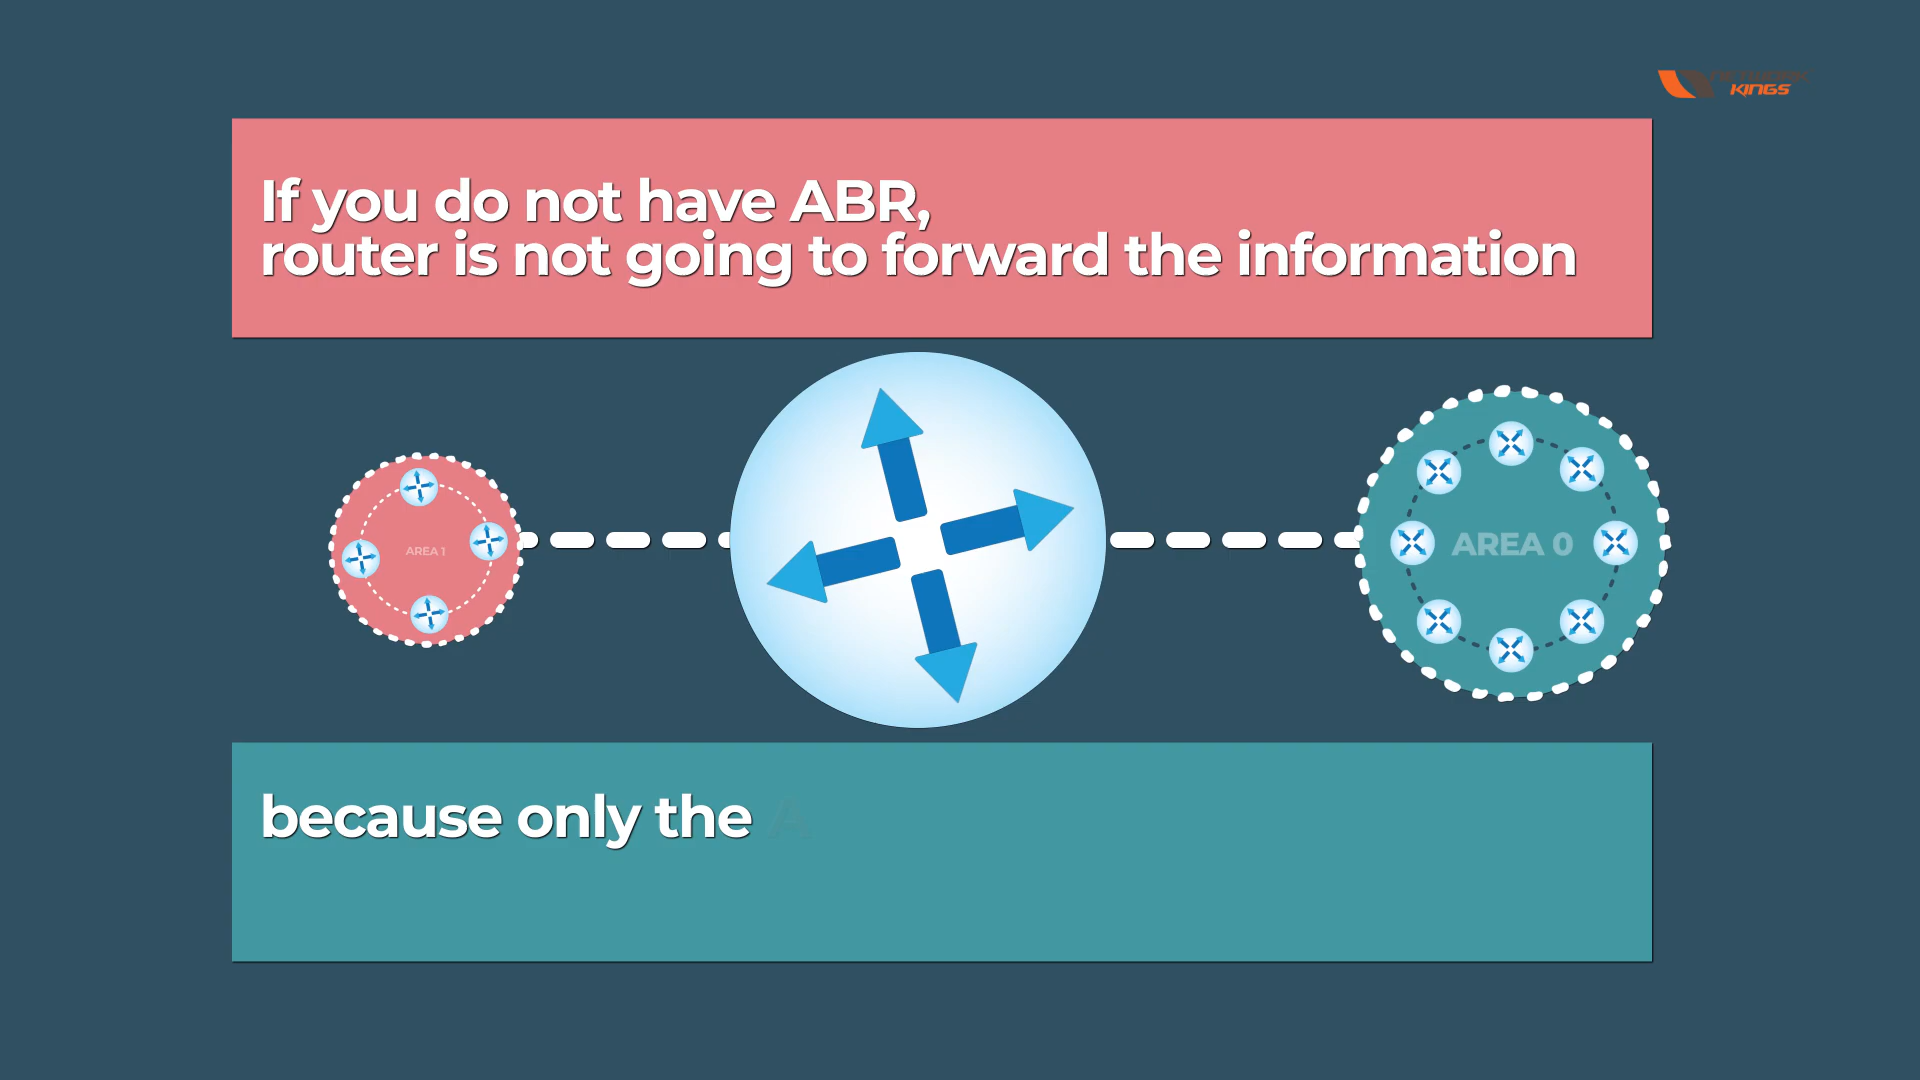 NETWORK
KINGS
If you do not have ABR,
router is not going to forward the information
AREA 1
AREA 0
because only the A